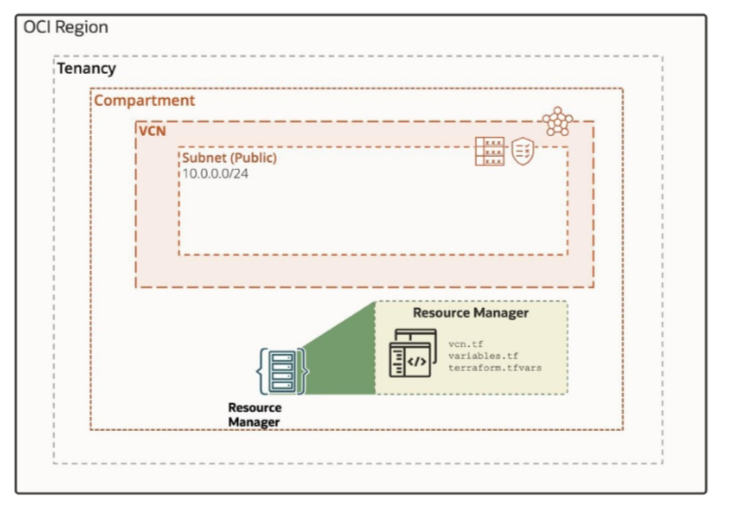 OCI Region
Tenancy
Compartment
VCN
Subnet (Public)
10.0.0.0/24
Resource Manager
vcn.tf
variables.tf
terraform.tfvars
Resource
Manager